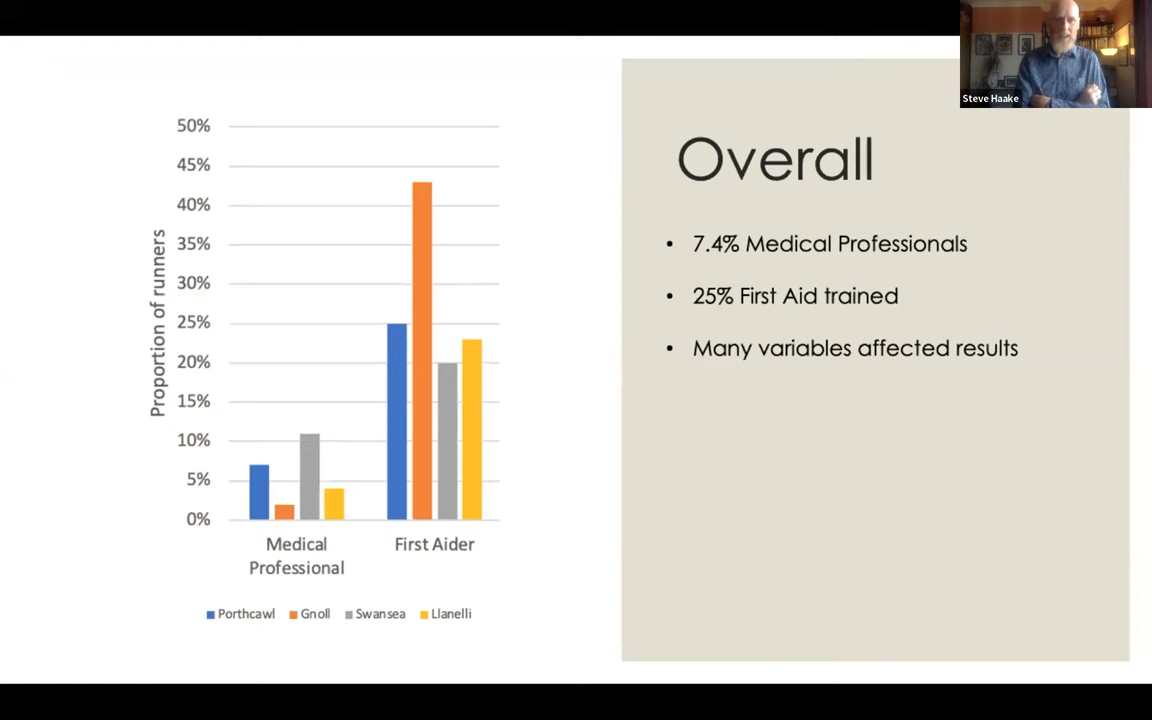 Steve Haake
50%
45%
40%
35%
30%
25%
20%
15%
10%
5%
0%
Proportion of runners
Medical
Professional
First Aider
Porthcawl
Gnoll
Swansea
Llanelli
Overall
• 7.4% Medical Professionals
• 25% First Aid trained
• Many variables affected results